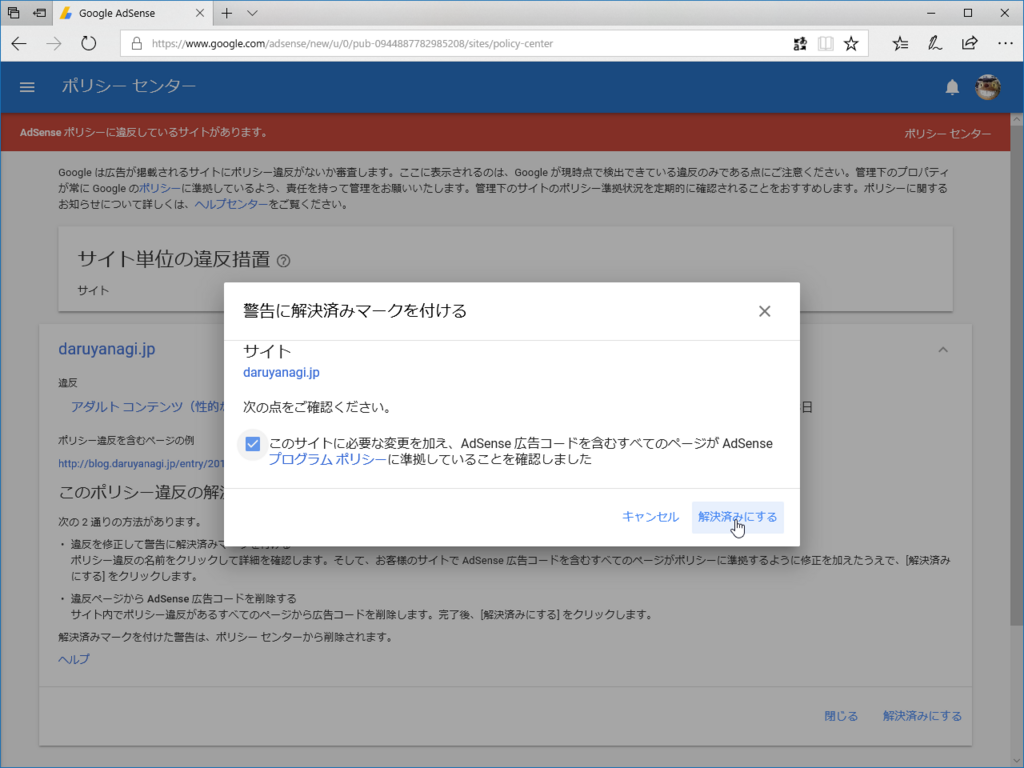 Google AdSense
https://www.google.com/adsense/new/u/0/pub-0944887782985208/sites/policy-center
ポリシー センター
AdSense ポリシーに違反しているサイトがあります。
ポリシー センター
Google は広告が掲載されるサイトにポリシー違反がないか審査します。ここに表示されるのは、Google が現時点で検出できている違反のみである点にご注意ください。管理下のプロパティ
が常に Google のポリシーに準拠しているよう、責任を持って管理をお願いいたします。管理下のサイトのポリシー準拠状況を定期的に確認されることをおすすめします。ポリシーに関する
お知らせについて詳しくは、ヘルプセンターをご覧ください。
サイト単位の違反措置
サイト
警告に解決済みマークを付ける
サイト
daruyanagi.jp
次の点をご確認ください。
このサイトに必要な変更を加え、AdSense 広告コードを含むすべてのページが AdSense
プログラム ポリシーに準拠していることを確認しました
キャンセル
解決済みにする
daruyanagi.jp
違反
アダルト コンテンツ（性的な
日
ポリシー違反を含むページの例
http://blog.daruyanagi.jp/entry/201
このポリシー違反の解決
次の 2 通りの方法があります。
・ 違反を修正して警告に解決済みマークを付ける
ポリシー違反の名前をクリックして詳細を確認します。そして、お客様のサイトで AdSense 広告コードを含むすべてのページがポリシーに準拠するように修正を加えたうえで、[解決済み
にする] をクリックします。
・ 違反ページから AdSense 広告コードを削除する
サイト内でポリシー違反があるすべてのページから広告コードを削除します。完了後、[解決済みにする] をクリックします。
解決済みマークを付けた警告は、ポリシー センターから削除されます。
ヘルプ
閉じる
解決済みにする